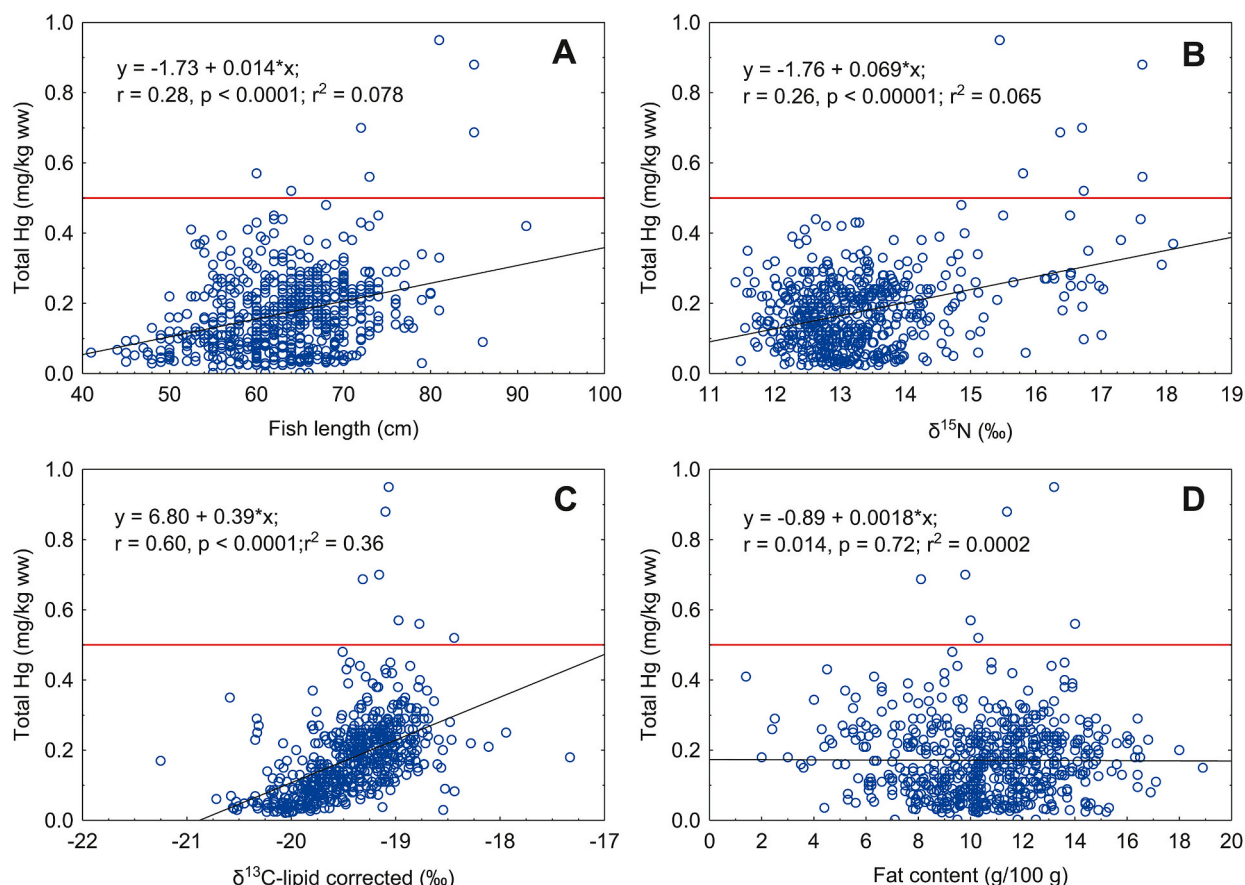 A
y = -1.73 + 0.014*x;
r = 0.28, p < 0.0001; r² = 0.078
Total Hg (mg/kg ww)
1.0
0.8
0.6
0.4
0.2
0.0
40 50 60 70 80 90 100
Fish length (cm)
B
y = -1.76 + 0.069*x;
r = 0.26, p < 0.00001; r² = 0.065
Total Hg (mg/kg ww)
1.0
0.8
0.6
0.4
0.2
0.0
11 12 13 14 15 16 17 18 19
δ¹⁵N (‰)
C
y = 6.80 + 0.39*x;
r = 0.60, p < 0.0001;r² = 0.36
Total Hg (mg/kg ww)
1.0
0.8
0.6
0.4
0.2
0.0
-22 -21 -20 -19 -18 -17
δ¹³C-lipid corrected (‰)
D
y = -0.89 + 0.0018*x;
r = 0.014, p = 0.72; r² = 0.0002
Total Hg (mg/kg ww)
1.0
0.8
0.6
0.4
0.2
0.0
0 2 4 6 8 10 12 14 16 18 20
Fat content (g/100 g)